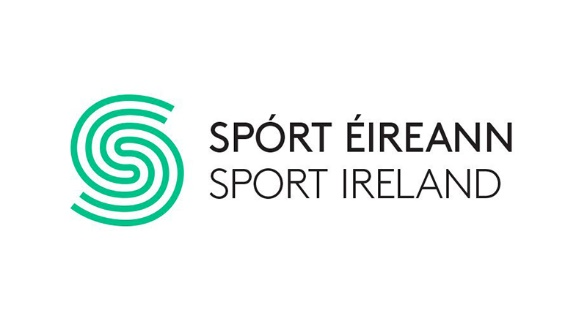 SPÓRT ÉIREANN
SPORT IRELAND